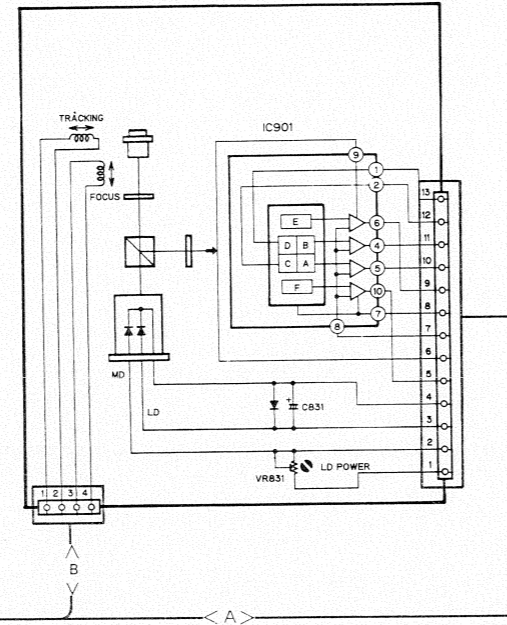 TRACKING
FOCUS
IC901
9
1
2
E
D B
C A
F
6
4
5
10
7
8
13
12
11
10
9
8
7
6
5
4
3
2
1
MD
LD
+
C831
LD POWER
VR831
1 2 3 4
B
A